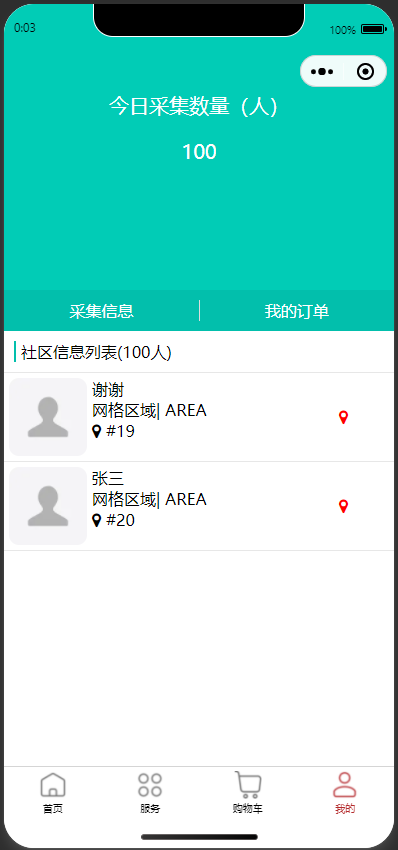 0:03
100%
今日采集数量（人）
100
采集信息
我的订单
社区信息列表(100人)
谢谢
网格区域| AREA
#19
张三
网格区域| AREA
#20
首页
服务
购物车
我的